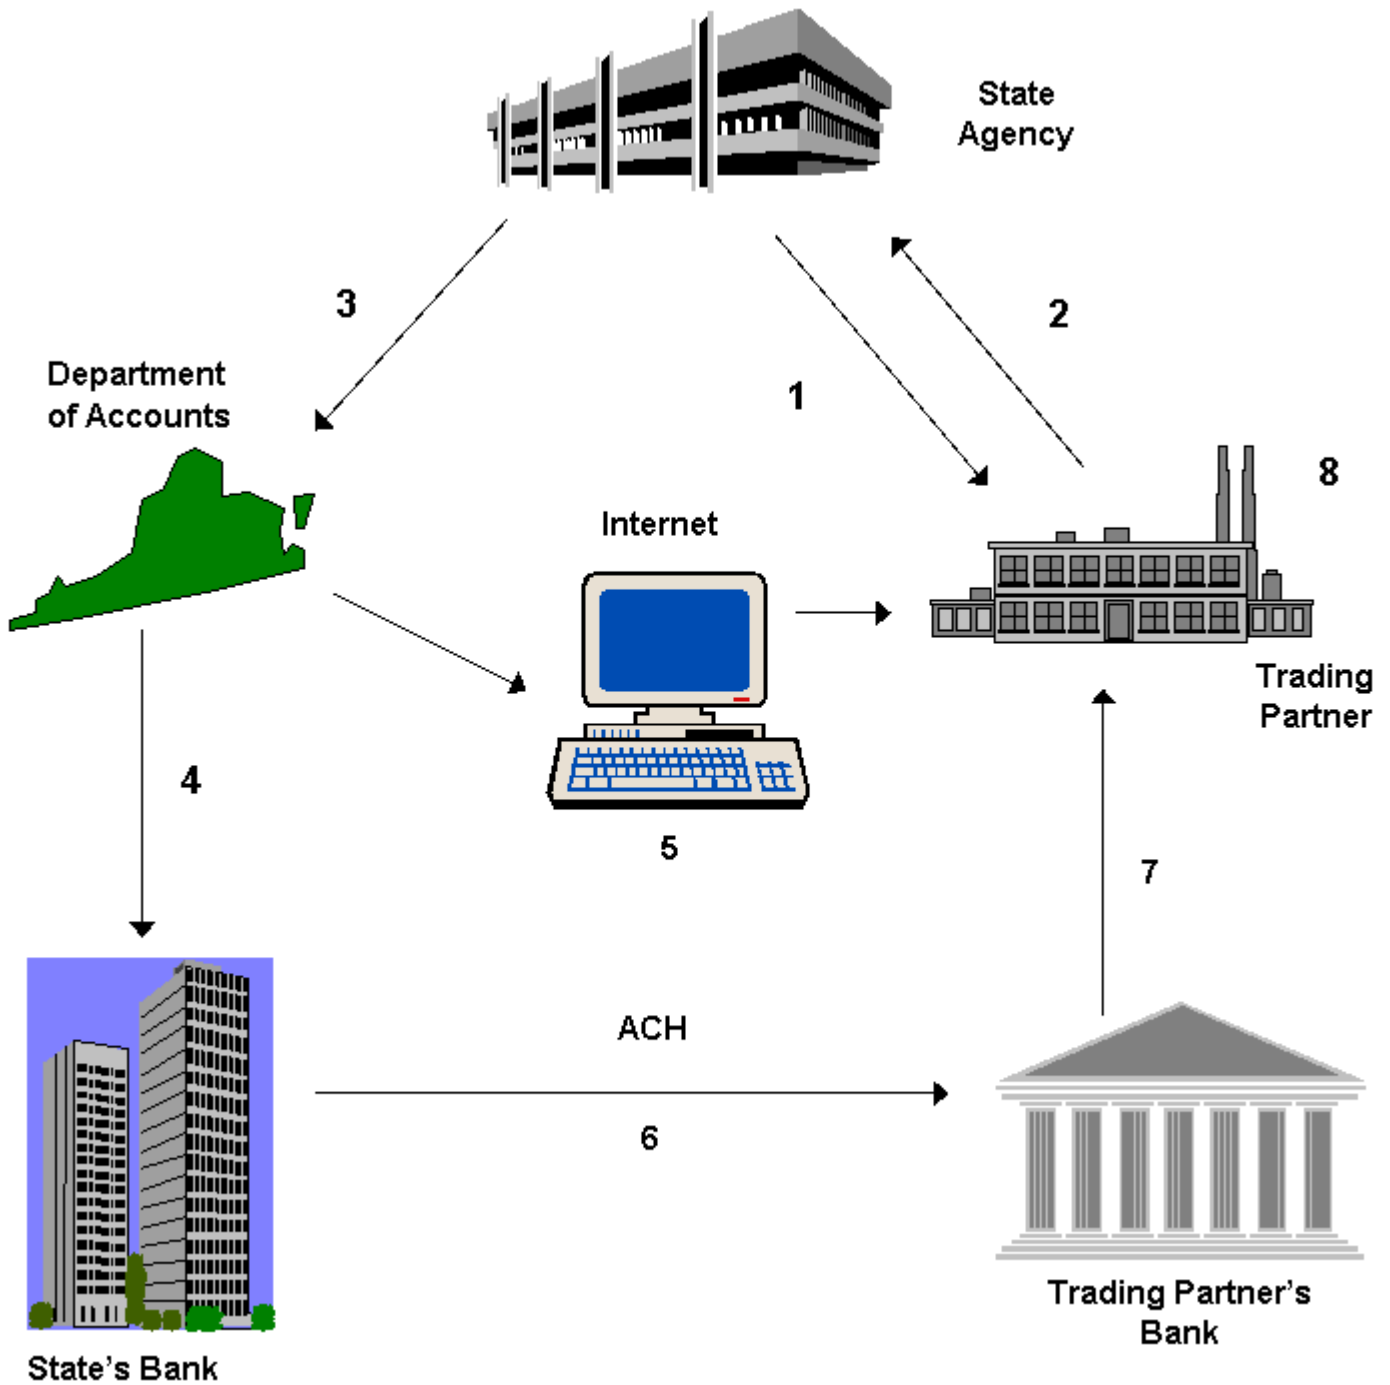 State
Agency
3
2
Department
of Accounts
1
8
Internet
Trading
Partner
4
5
7
ACH
6
Trading Partner's
Bank
State's Bank